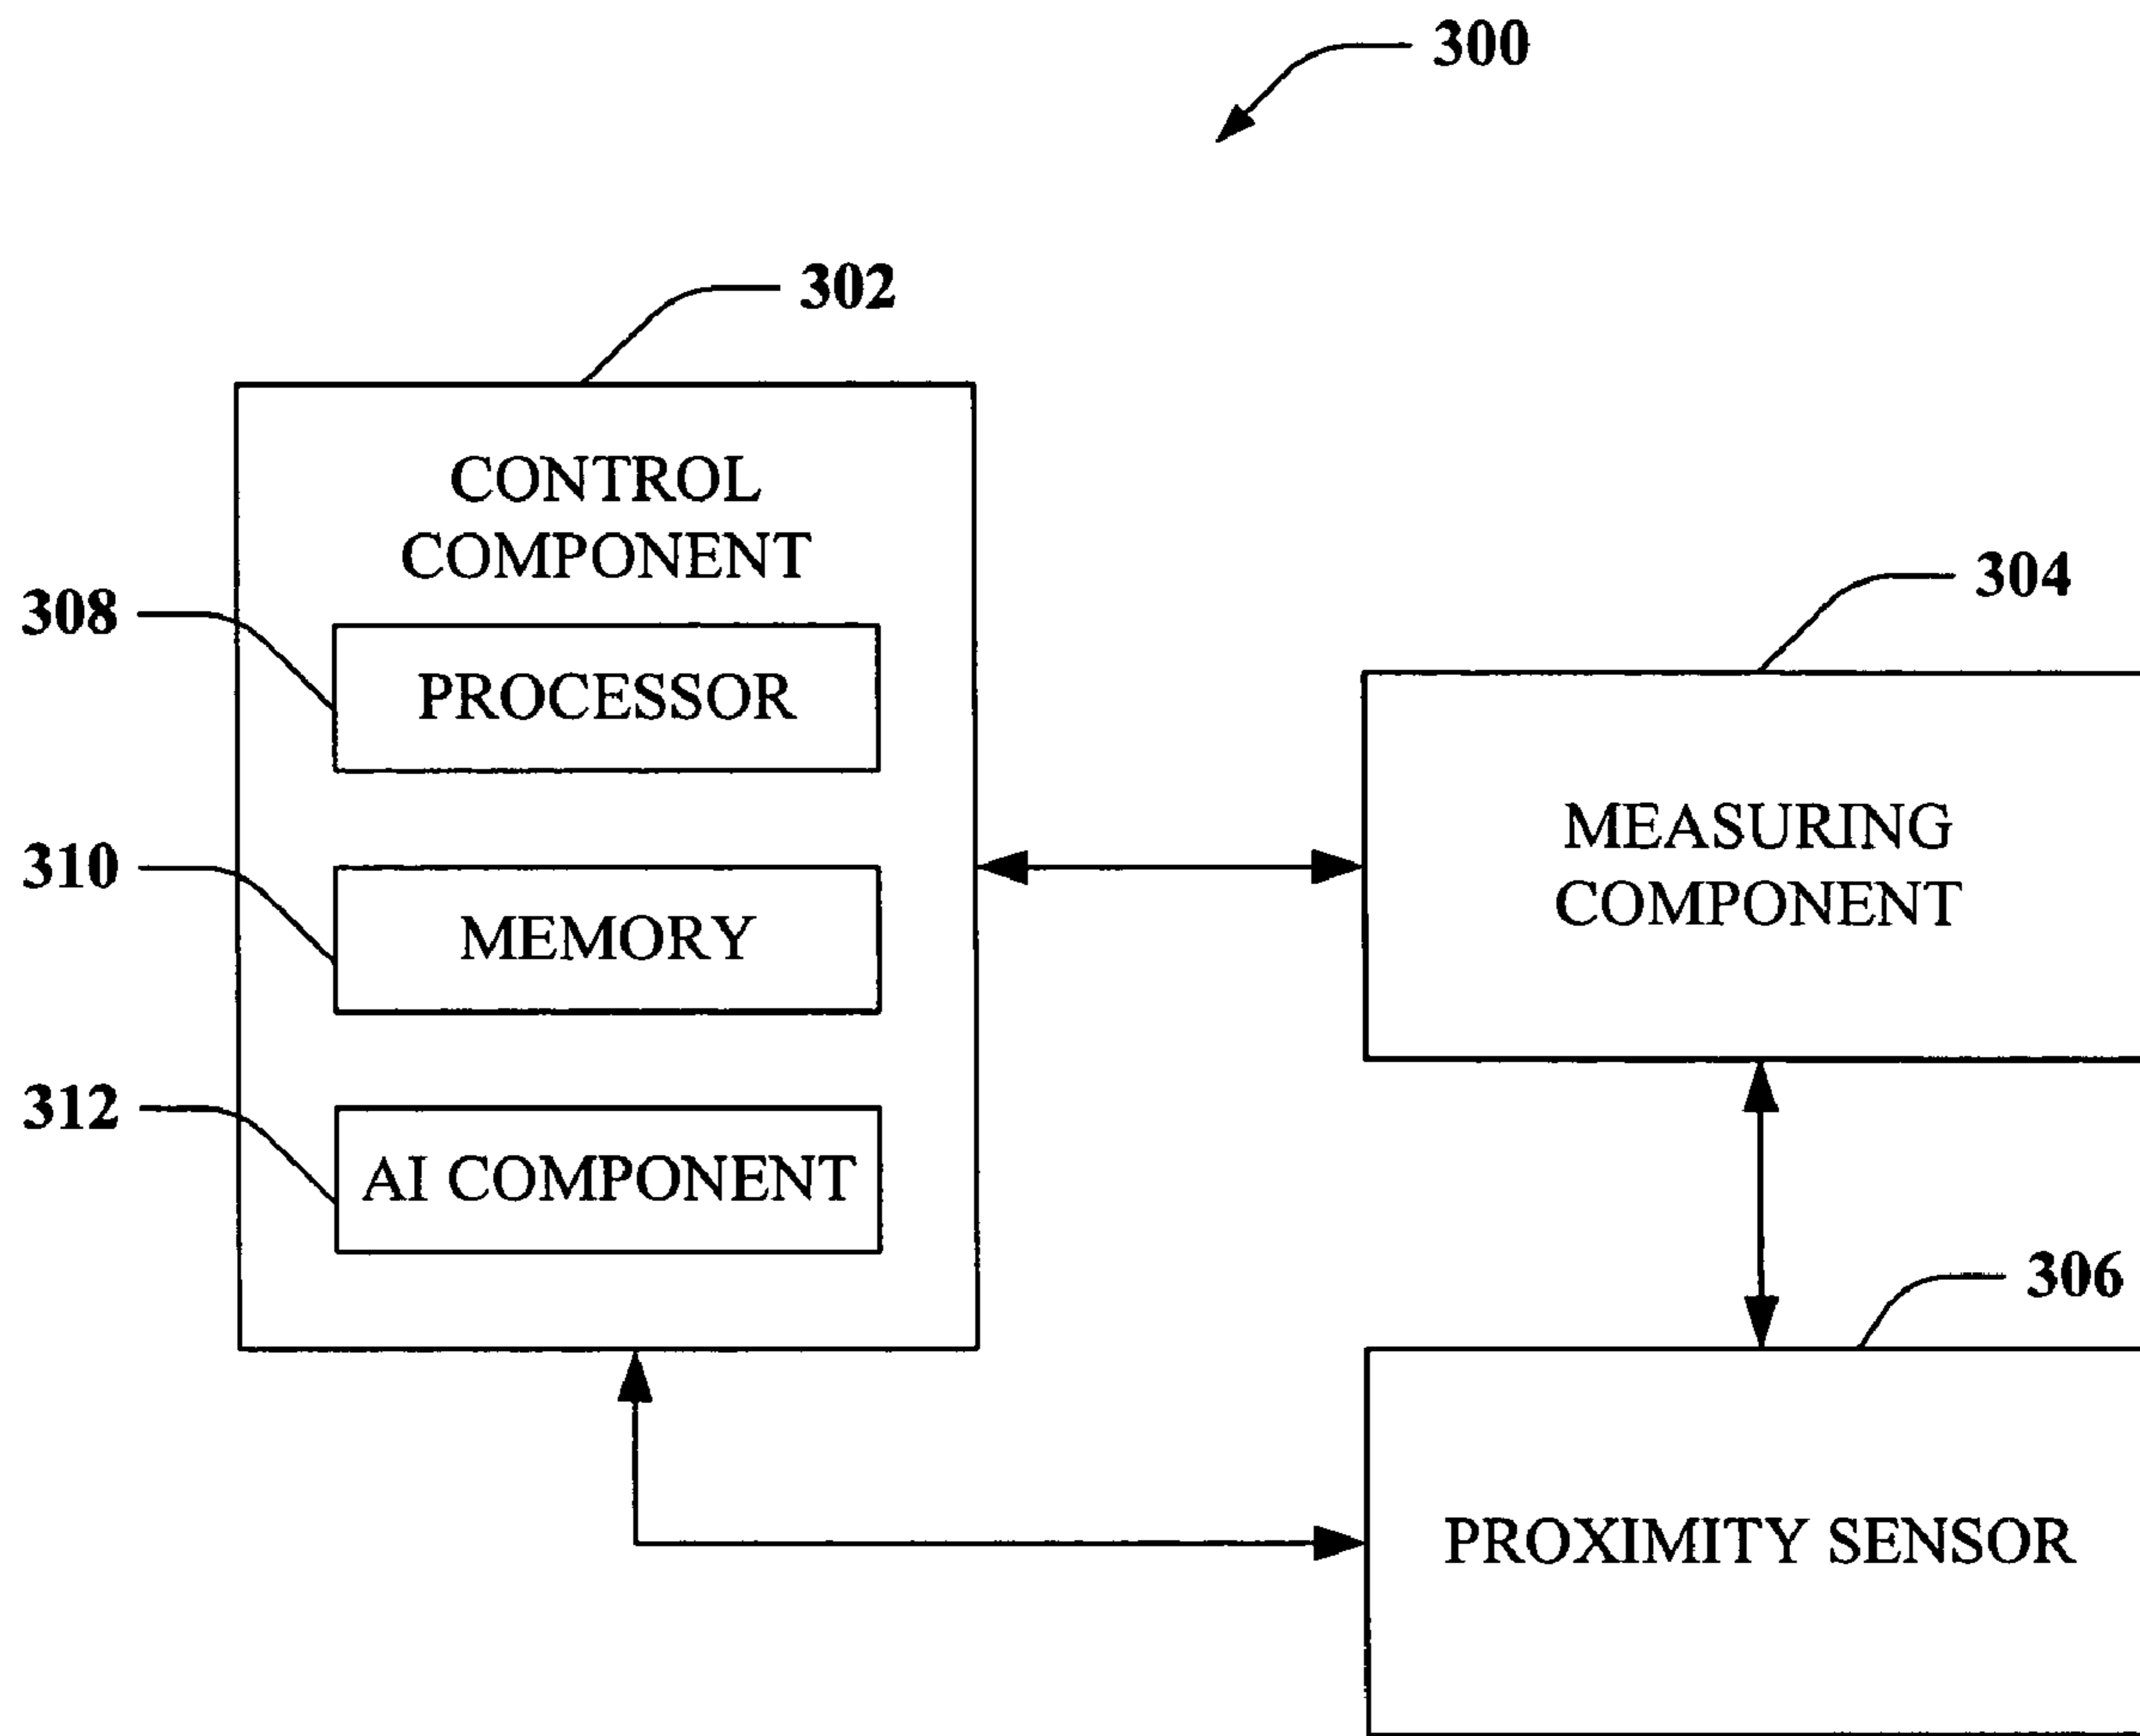 300
302
CONTROL
COMPONENT
308
PROCESSOR
304
310
MEMORY
MEASURING
COMPONENT
312
AI COMPONENT
306
PROXIMITY SENSOR